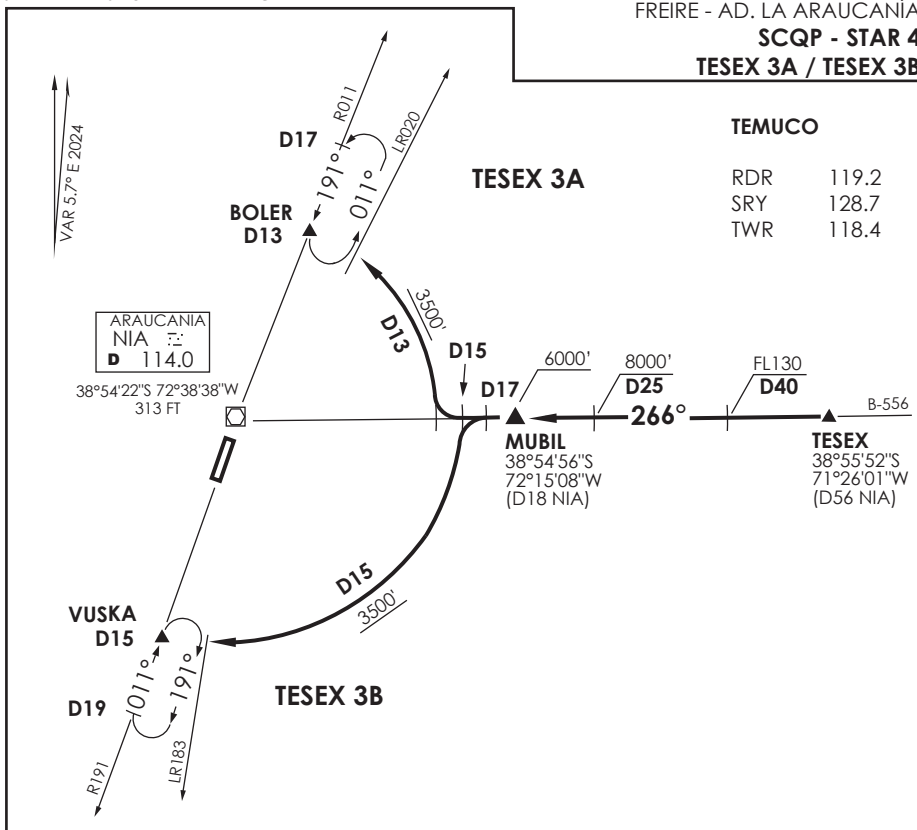 FREIRE - AD. LA ARAUCANÍA
SCQP - STAR 4
TESEX 3A / TESEX 3B
VAR 5.7° E 2024
TEMUCO
RDR 119.2
SRY 128.7
TWR 118.4
R011
LR020
D17
191°
011°
TESEX 3A
BOLER
D13
3500'
D13
ARAUCANIA
NIA
D 114.0
38°54'22"S 72°38'38"W
313 FT
D15
D17
6000'
8000'
D25
FL130
D40
266°
B-556
MUBIL
38°54'56"S
72°15'08"W
(D18 NIA)
TESEX
38°55'52"S
71°26'01"W
(D56 NIA)
D15
3500'
VUSKA
D15
011°
191°
D19
TESEX 3B
R191
LR183